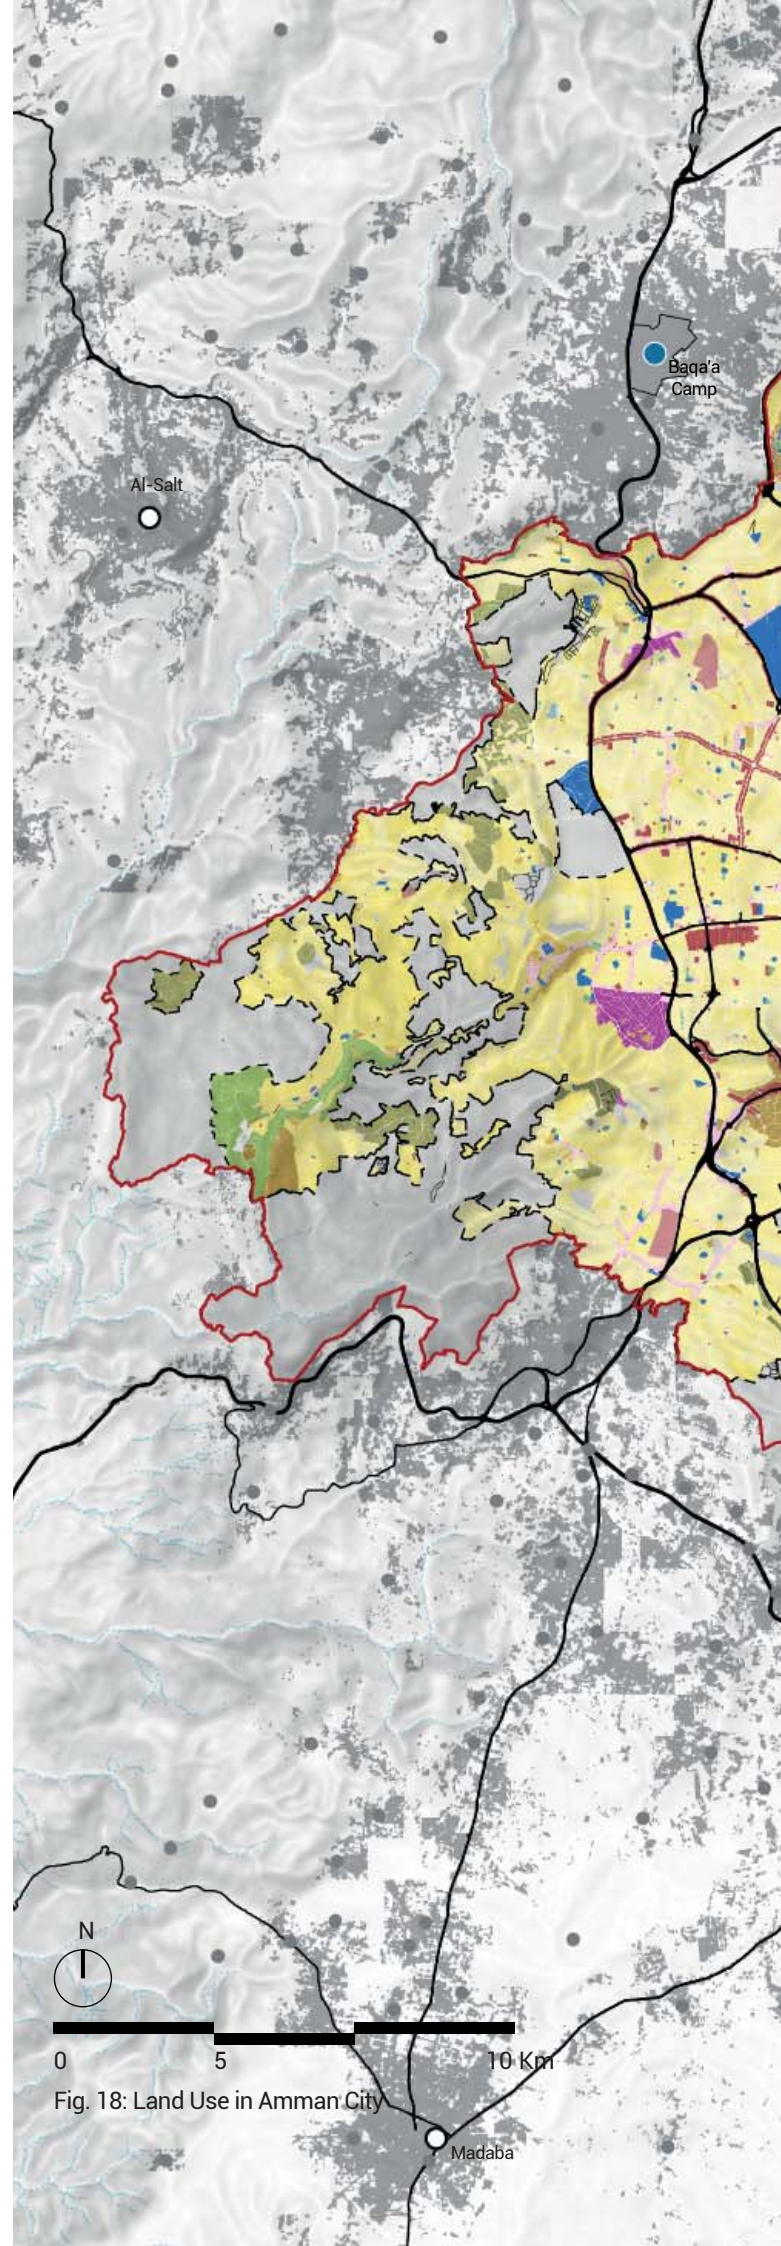 Baqa'a
Camp
Al-Salt
N
0 5 10 Km
Fig. 18: Land Use in Amman City
Madaba